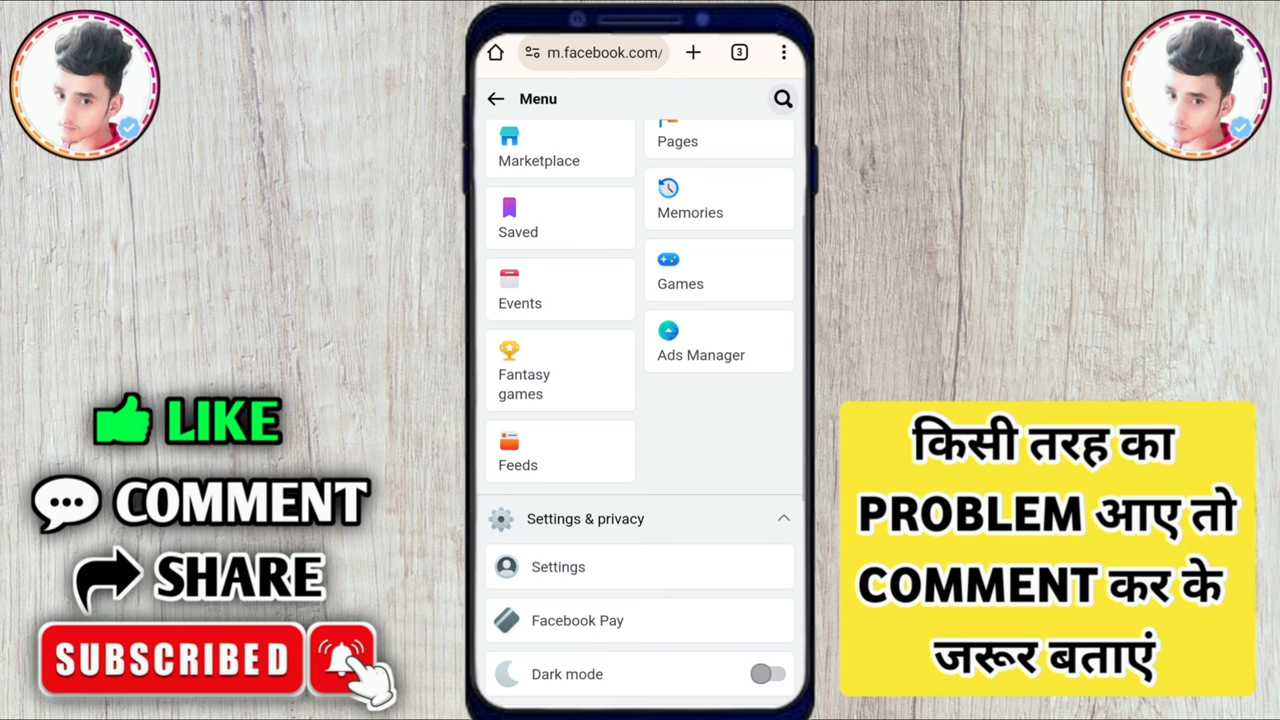 m.facebook.com/
3
Menu
Marketplace
Pages
Saved
Memories
Events
Games
Fantasy
games
Ads Manager
Feeds
Settings & privacy
Settings
Facebook Pay
Dark mode
LIKE
COMMENT
SHARE
SUBSCRIBED
किसी तरह का
PROBLEM आए तो
COMMENT कर के
जरूर बताएं